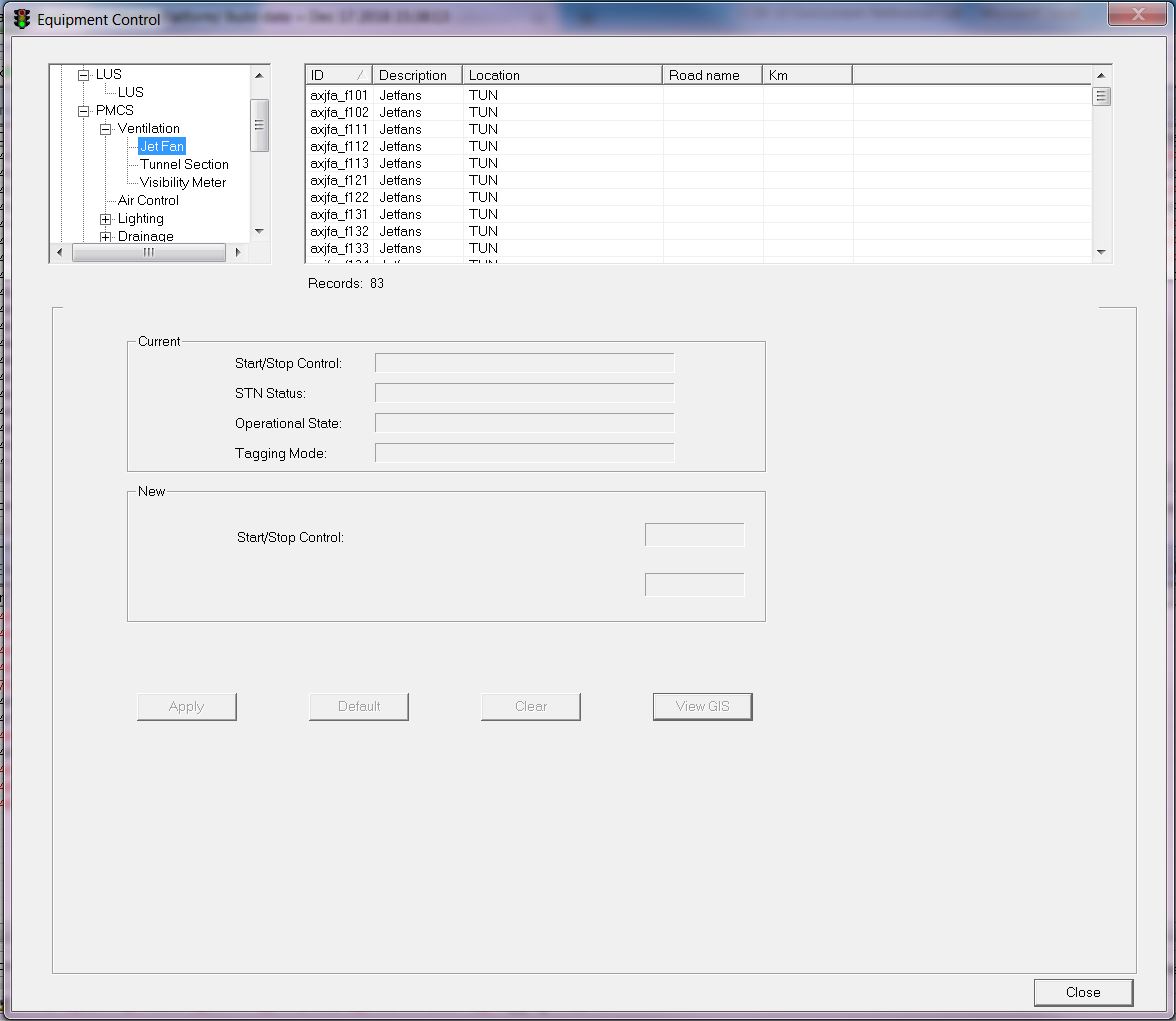 Equipment Control
LUS
LUS
PMCS
Ventilation
Jet Fan
Tunnel Section
Visibility Meter
Air Control
Lighting
Drainage
ID Description Location Road name Km
axjfa_f101 Jetfans TUN
axjfa_f102 Jetfans TUN
axjfa_f111 Jetfans TUN
axjfa_f112 Jetfans TUN
axjfa_f113 Jetfans TUN
axjfa_f121 Jetfans TUN
axjfa_f122 Jetfans TUN
axjfa_f131 Jetfans TUN
axjfa_f132 Jetfans TUN
axjfa_f133 Jetfans TUN
Records: 83
Current
Start/Stop Control:
STN Status:
Operational State:
Tagging Mode:
New
Start/Stop Control:
Apply Default Clear View GIS
Close